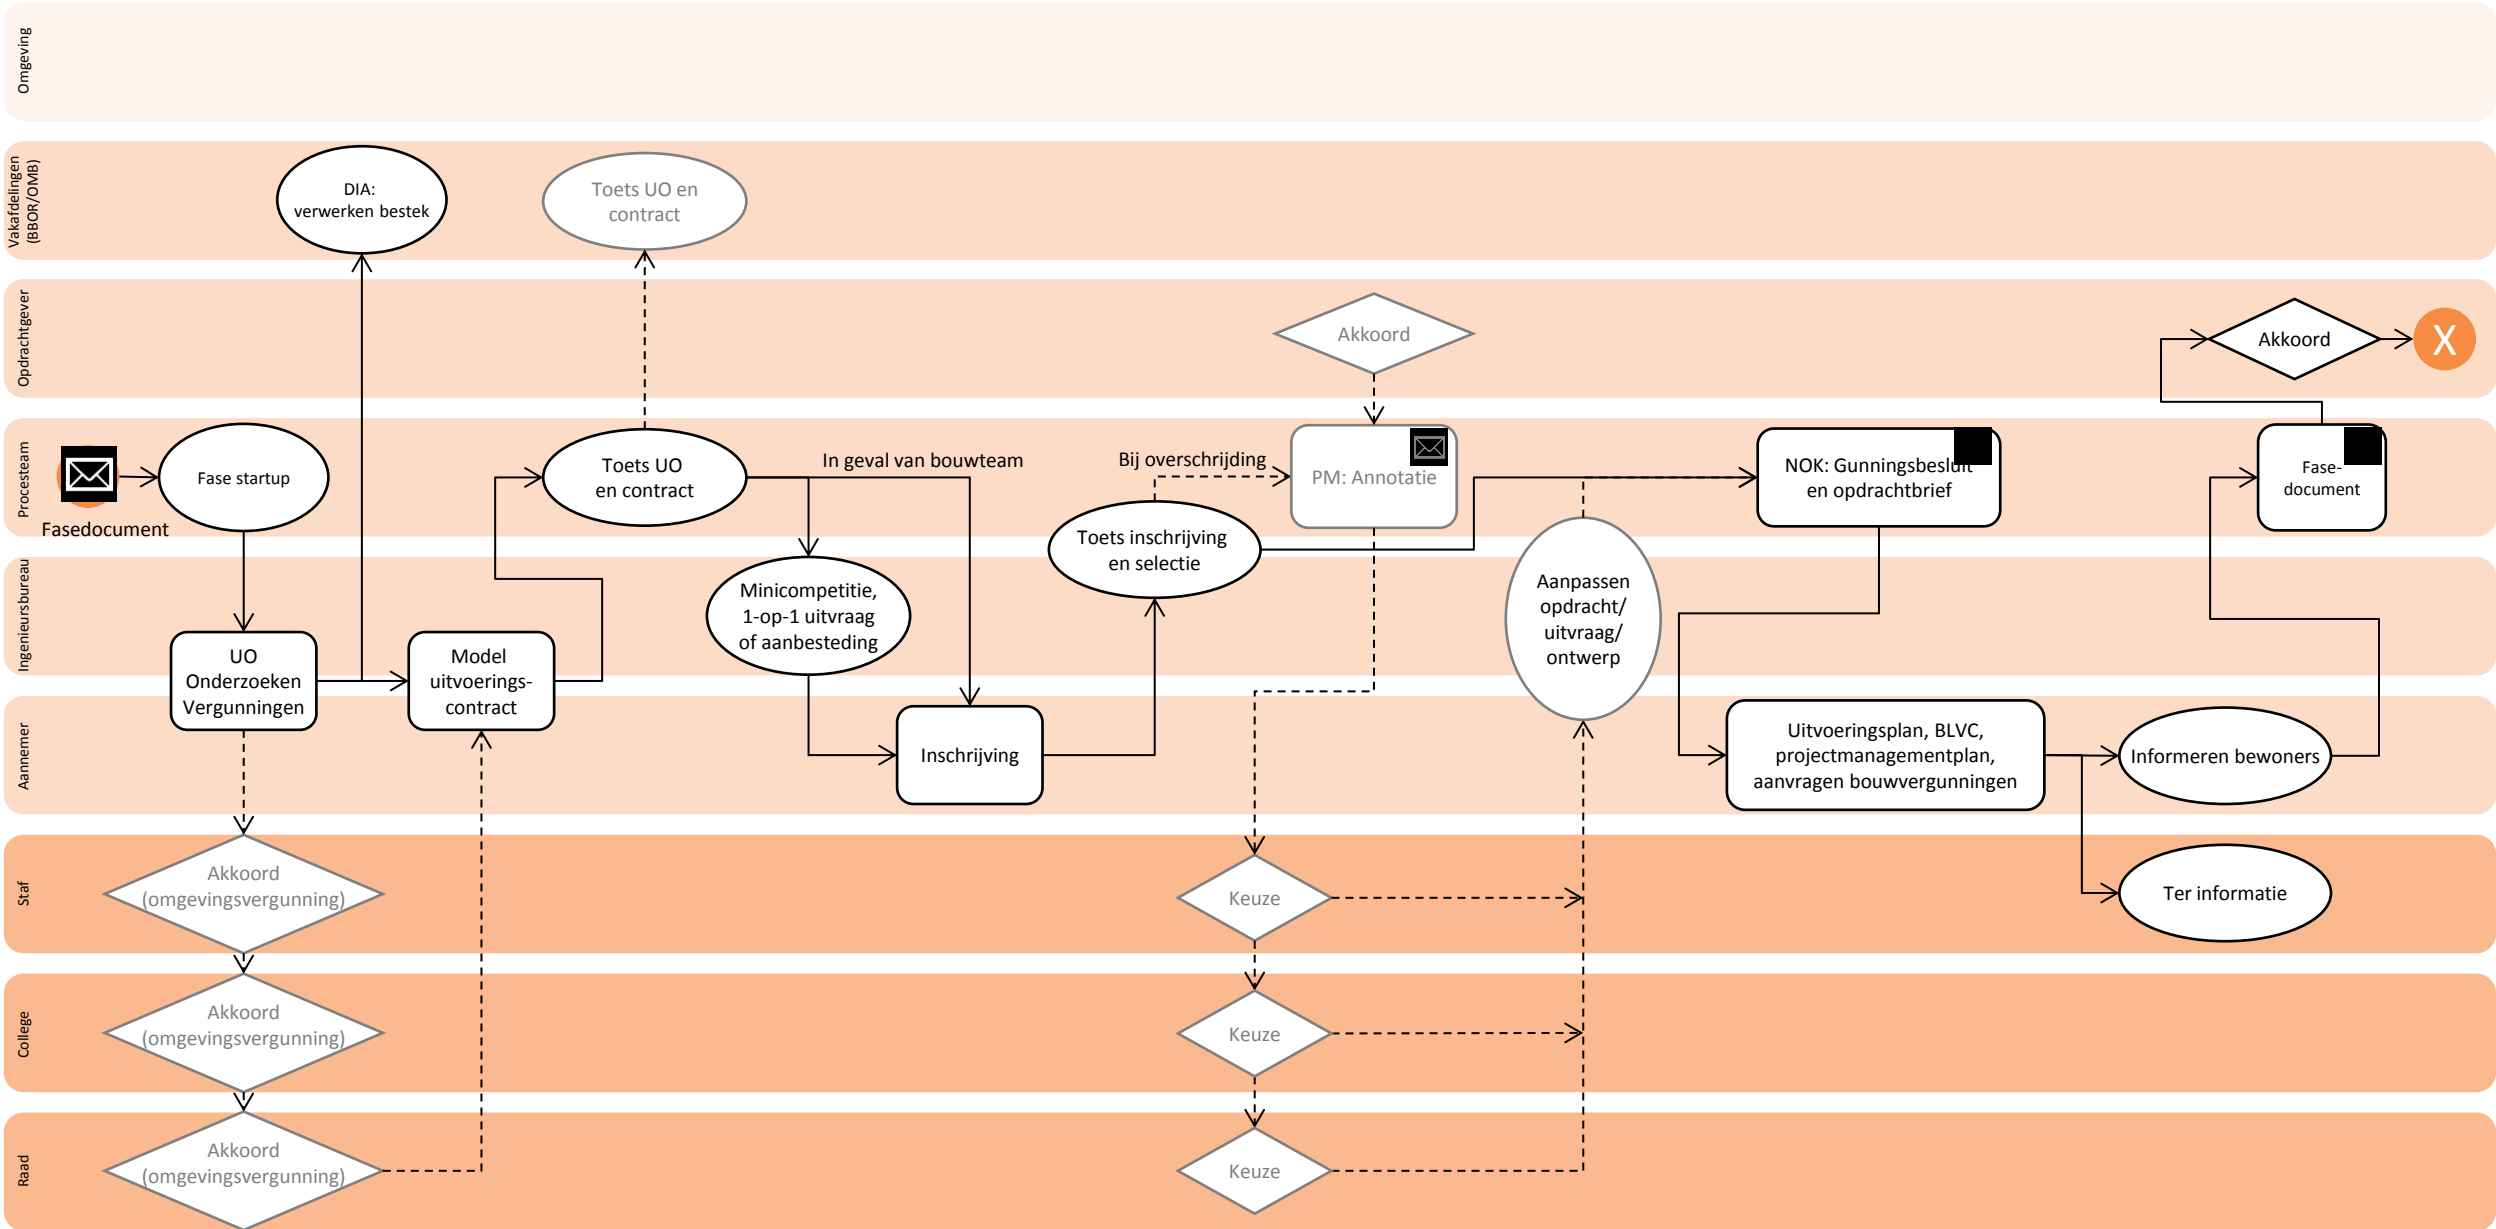 Omgeving
Vakafdelingen
(BBOR/OMB)
DIA:
verwerken bestek
Toets UO en
contract
Opdrachtgever
Akkoord
Akkoord
X
Procesteam
Fasedocument
Fase startup
Toets UO
en contract
In geval van bouwteam
Bij overschrijding
PM: Annotatie
NOK: Gunningsbesluit
en opdrachtbrief
Fase-
document
Toets inschrijving
en selectie
Ingenieursbureau
UO
Onderzoeken
Vergunningen
Model
uitvoerings-
contract
Minicompetitie,
1-op-1 uitvraag
of aanbesteding
Aanpassen
opdracht/
uitvraag/
ontwerp
Aannemer
Inschrijving
Uitvoeringsplan, BLVC,
projectmanagementplan,
aanvragen bouwvergunningen
Informeren bewoners
Staf
Akkoord
(omgevingsvergunning)
Keuze
Ter informatie
College
Akkoord
(omgevingsvergunning)
Keuze
Raad
Akkoord
(omgevingsvergunning)
Keuze